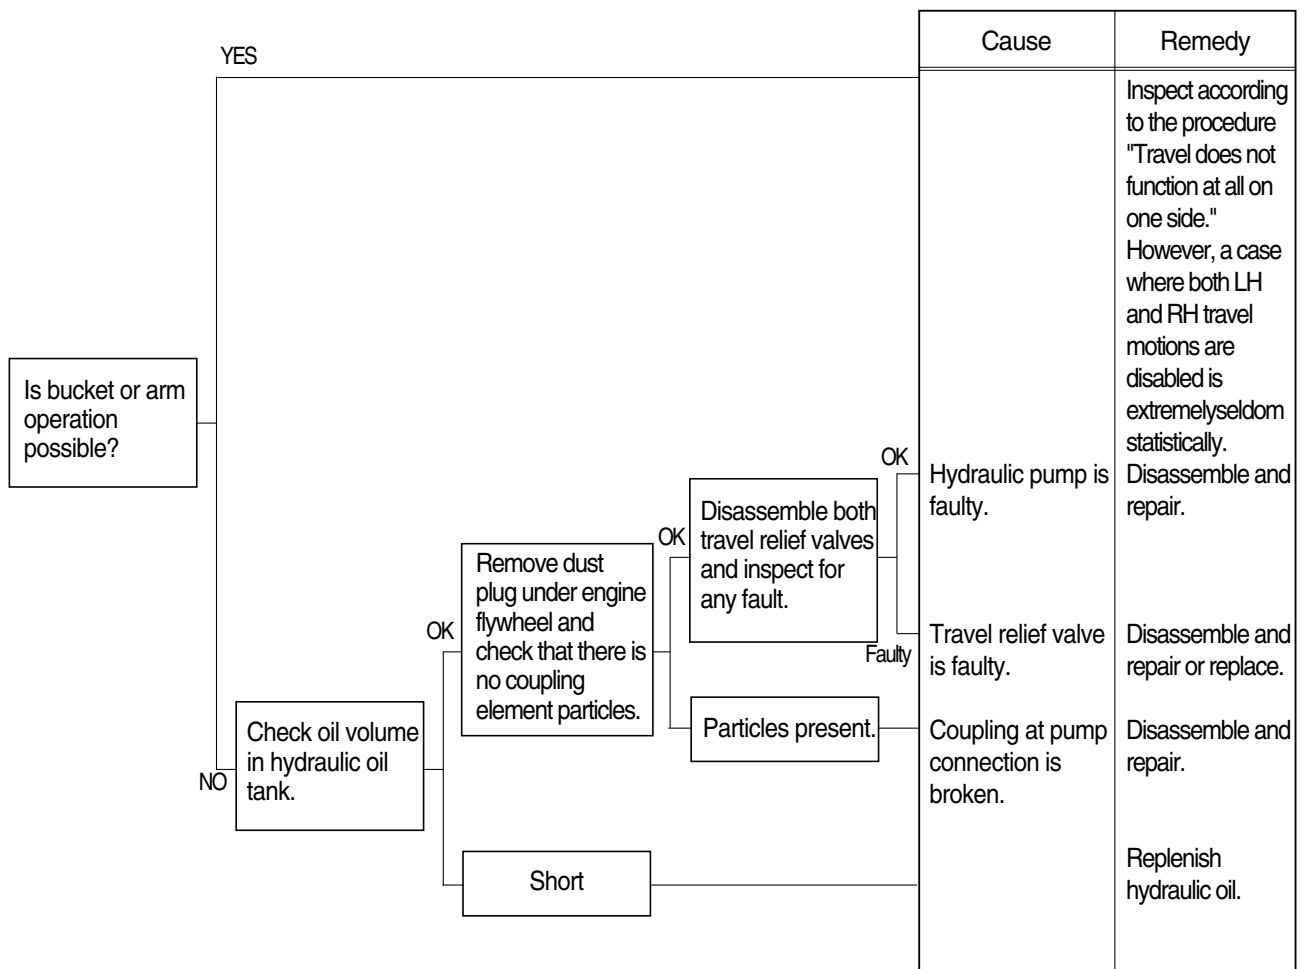 Cause
Remedy
YES
Inspect according
to the procedure
"Travel does not
function at all on
one side."
However, a case
where both LH
and RH travel
motions are
disabled is
extremelyseldom
statistically.
Is bucket or arm
operation
possible?
NO
Check oil volume
in hydraulic oil
tank.
OK
Remove dust
plug under engine
flywheel and
check that there is
no coupling
element particles.
OK
Disassemble both
travel relief valves
and inspect for
any fault.
OK
Hydraulic pump is
faulty.
Disassemble and
repair.
Faulty
Travel relief valve
is faulty.
Disassemble and
repair or replace.
Particles present.
Coupling at pump
connection is
broken.
Disassemble and
repair.
Short
Replenish
hydraulic oil.